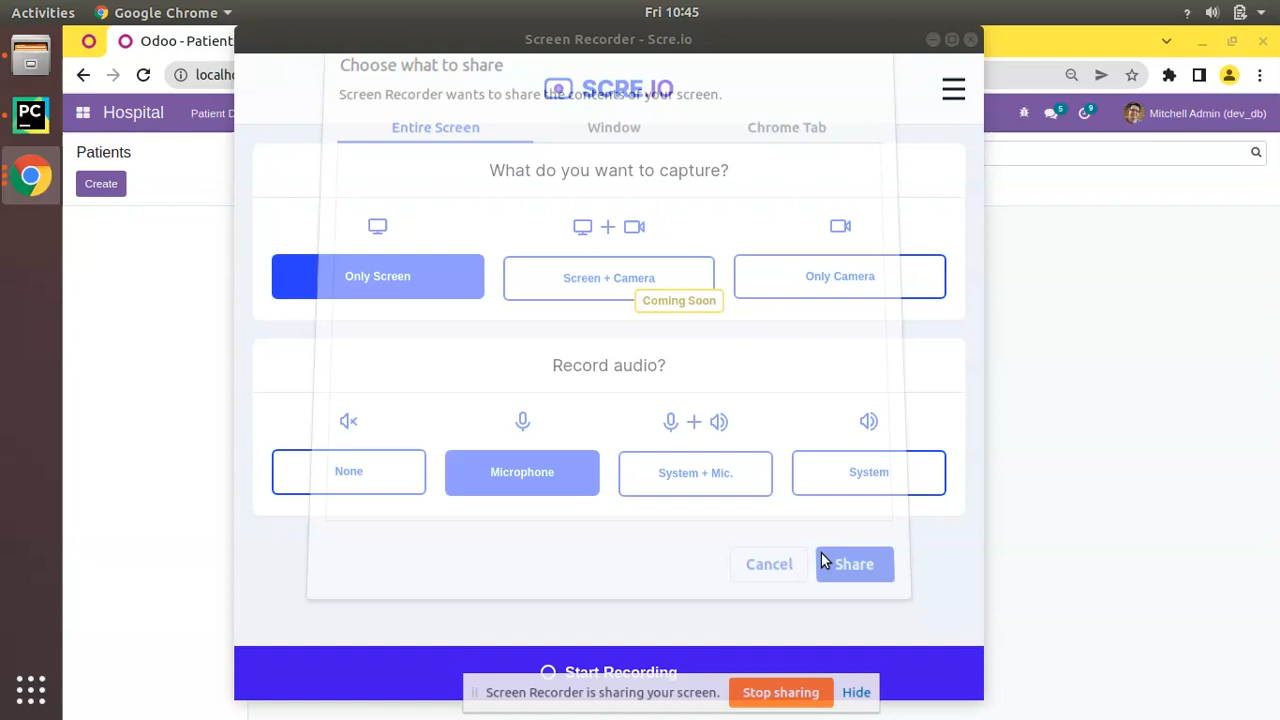 Activities Google Chrome Fri 10:45 ?
Odoo - Patient
Screen Recorder - Scre.io
localh
Hospital Patient D
5 9 Mitchell Admin (dev_db)
Patients
Create
Choose what to share
SCRE.IO
Screen Recorder wants to share the contents of your screen.
Entire Screen Window Chrome Tab
What do you want to capture?
Only Screen Screen + Camera Only Camera
Coming Soon
Record audio?
None Microphone System + Mic. System
Cancel Share
Start Recording
Screen Recorder is sharing your screen. Stop sharing Hide
PC